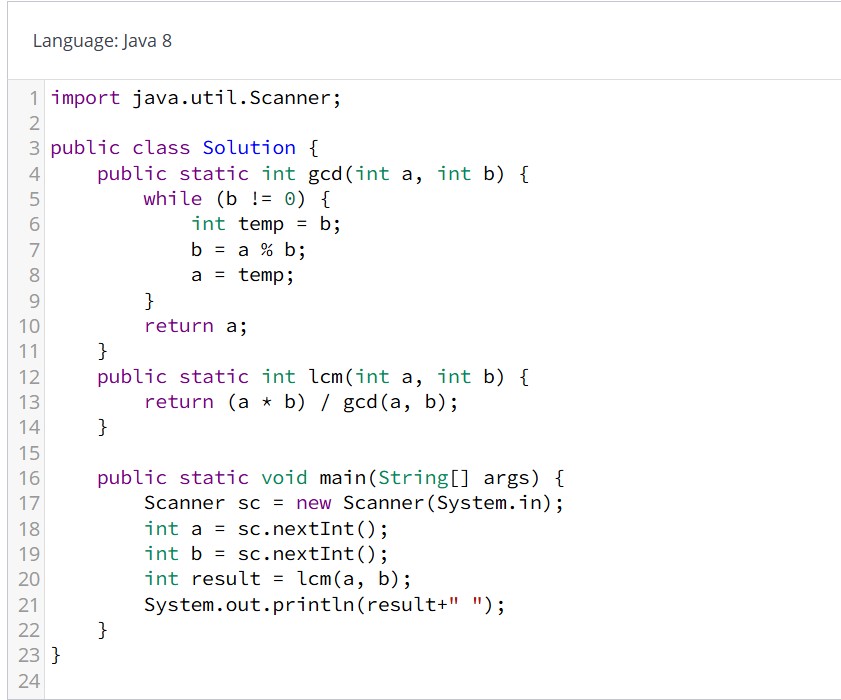 Language: Java 8
1 import java.util.Scanner;
2
3 public class Solution {
4     public static int gcd(int a, int b) {
5         while (b != 0) {
6             int temp = b;
7             b = a % b;
8             a = temp;
9         }
10         return a;
11     }
12     public static int lcm(int a, int b) {
13         return (a * b) / gcd(a, b);
14     }
15
16     public static void main(String[] args) {
17         Scanner sc = new Scanner(System.in);
18         int a = sc.nextInt();
19         int b = sc.nextInt();
20         int result = lcm(a, b);
21         System.out.println(result+" ");
22     }
23 }
24